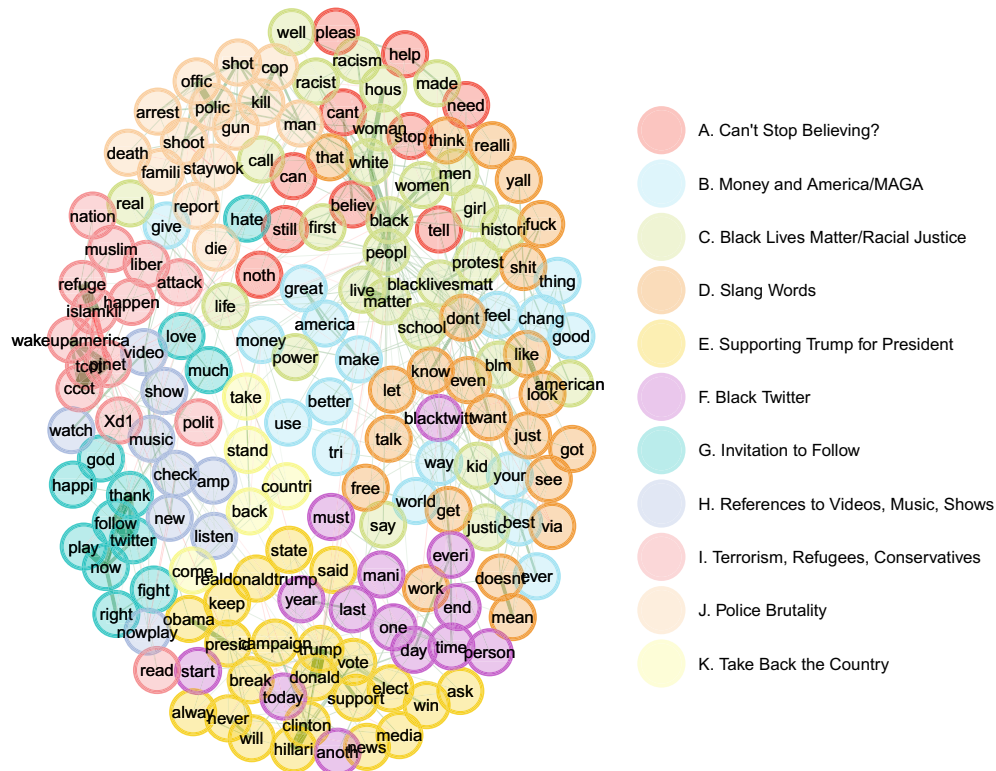 well pleas
racism help
shot cop
offic racist hous made
arrest polic kill cant need
gun man woman stop think realli
shoot
death call that white men
famili staywok can women yall
real report believ girl
nation give hate still first black tell histori fuck
muslim die peopl
liber noth protest shit
refuge attack great live blacklivesmatt thing
happen life matter
islamkil america school dont feel chang
wakeupamerica love money good
video power make like
tcot pjnet much know blm
ccot show take let even look american
better
watch Xd1 polit use blacktwitt want
music stand talk just got
god tri way kid
happi check amp countri your see
thank free world
follow new back must say get justic best via
twitter listen
play state everi
now come realdonaldtrump said mani doesnt ever
fight keep work
right obama year last end mean
nowplay one
presid campaign trump day time person
read start vote
break donald
today support elect ask
alway never clinton win
will hillari anoth news media
A. Can't Stop Believing?
B. Money and America/MAGA
C. Black Lives Matter/Racial Justice
D. Slang Words
E. Supporting Trump for President
F. Black Twitter
G. Invitation to Follow
H. References to Videos, Music, Shows
I. Terrorism, Refugees, Conservatives
J. Police Brutality
K. Take Back the Country